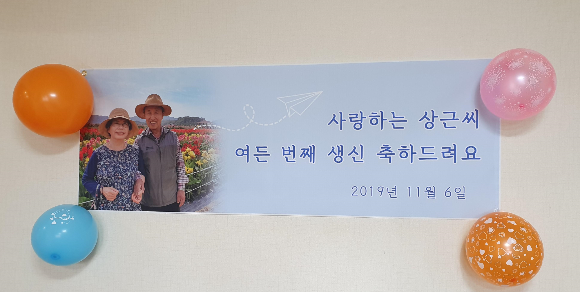 사랑하는 상근씨
여든 번째 생신 축하드려요
2019년 11월 6일